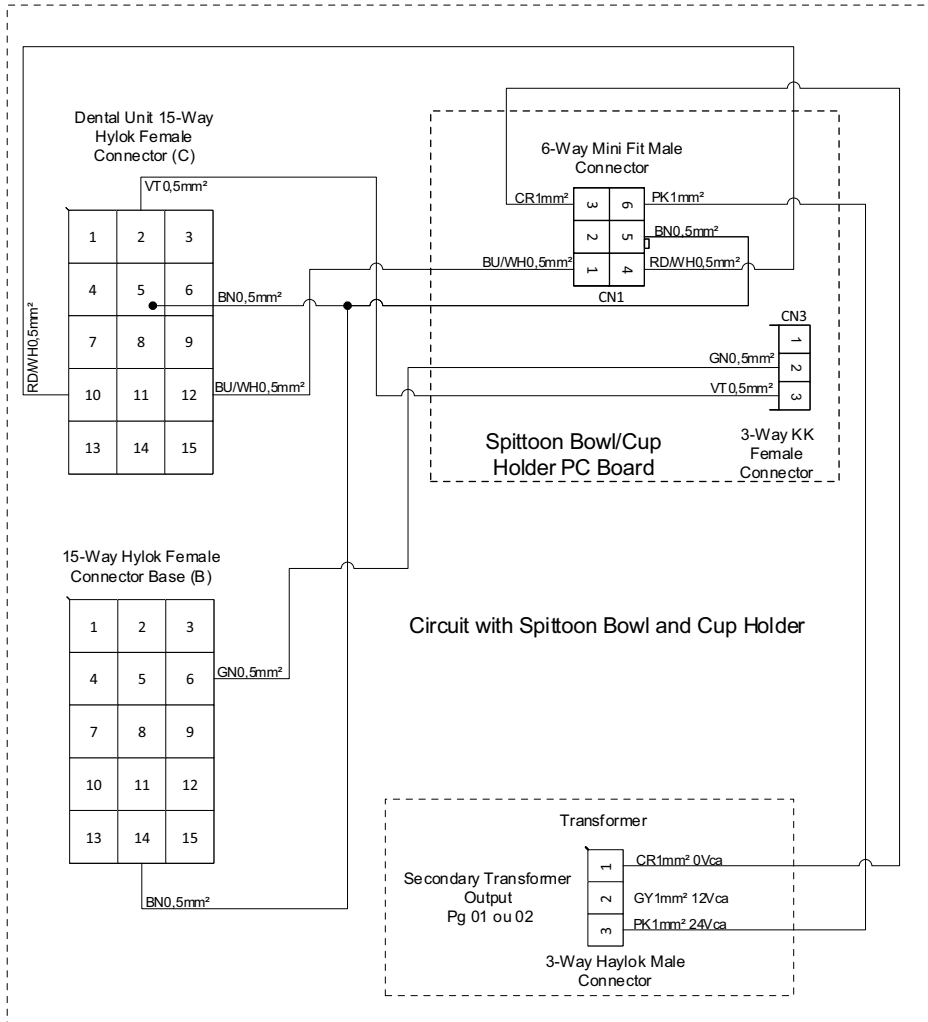 Dental Unit 15-Way
Hylok Female
Connector (C)
VT0,5mm²
1 2 3
4 5 6
7 8 9
10 11 12
13 14 15
BN0,5mm²
BU/WH0,5mm²
RD/WH0,5mm²
6-Way Mini Fit Male
Connector
CR1mm² 3 6 PK1mm²
2 5 BN0,5mm²
BU/WH0,5mm² 1 4 RD/WH0,5mm²
CN1
CN3
1
GN0,5mm² 2
VT0,5mm² 3
3-Way KK
Female
Connector
Spittoon Bowl/Cup
Holder PC Board
15-Way Hylok Female
Connector Base (B)
1 2 3
4 5 6
7 8 9
10 11 12
13 14 15
GN0,5mm²
BN0,5mm²
Circuit with Spittoon Bowl and Cup Holder
Transformer
Secondary Transformer
Output
Pg 01 ou 02
1 CR1mm² 0Vca
2 GY1mm² 12Vca
3 PK1mm² 24Vca
3-Way Haylok Male
Connector